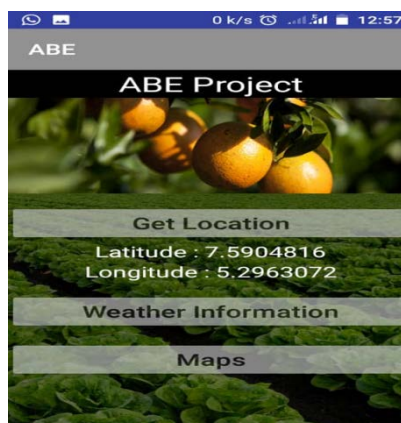 0 k/s 12:57
ABE
ABE Project
Get Location
Latitude : 7.5904816
Longitude : 5.2963072
Weather Information
Maps